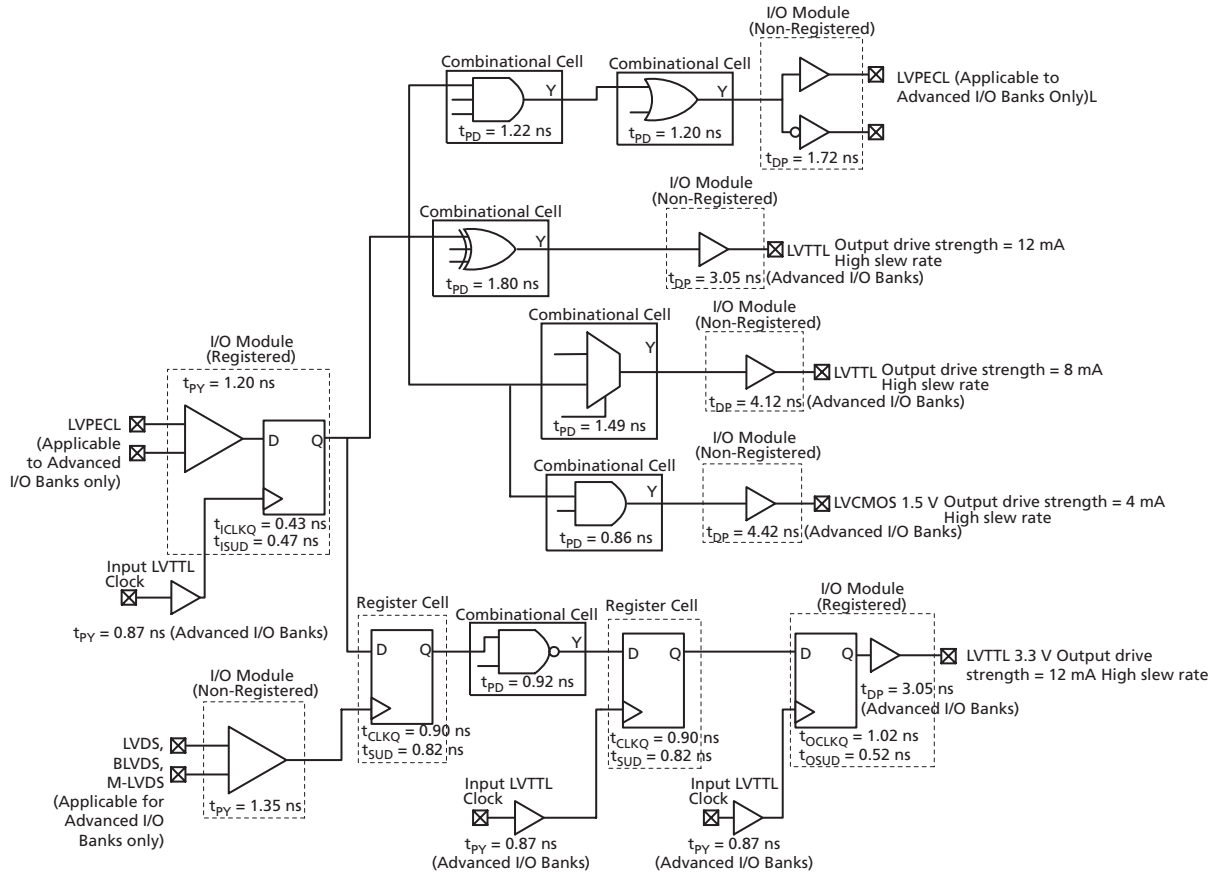 I/O Module
(Non-Registered)
Combinational Cell
Y
tPD = 1.22 ns
Combinational Cell
Y
tPD = 1.20 ns
tDP = 1.72 ns
LVPECL (Applicable to
Advanced I/O Banks Only)L
I/O Module
(Non-Registered)
Combinational Cell
Y
tPD = 1.80 ns
tDP = 3.05 ns
LVTTL
Output drive strength = 12 mA
High slew rate
(Advanced I/O Banks)
I/O Module
(Non-Registered)
Combinational Cell
Y
tPD = 1.49 ns
tDP = 4.12 ns
LVTTL
Output drive strength = 8 mA
High slew rate
(Advanced I/O Banks)
I/O Module
(Non-Registered)
Combinational Cell
Y
tPD = 0.86 ns
tDP = 4.42 ns
LVCMOS 1.5 V
Output drive strength = 4 mA
High slew rate
(Advanced I/O Banks)
I/O Module
(Registered)
tPY = 1.20 ns
LVPECL
(Applicable
to Advanced
I/O Banks only)
D
Q
tICLKQ = 0.43 ns
tISUD = 0.47 ns
Input LVTTL
Clock
tPY = 0.87 ns (Advanced I/O Banks)
I/O Module
(Non-Registered)
LVDS,
BLVDS,
M-LVDS
(Applicable for
Advanced I/O
Banks only)
tPY = 1.35 ns
Register Cell
D
Q
tCLKQ = 0.90 ns
tSUD = 0.82 ns
Combinational Cell
Y
tPD = 0.92 ns
Register Cell
D
Q
tCLKQ = 0.90 ns
tSUD = 0.82 ns
Input LVTTL
Clock
tPY = 0.87 ns
(Advanced I/O Banks)
I/O Module
(Registered)
D
Q
tDP = 3.05 ns
(Advanced I/O Banks)
tOCLKQ = 1.02 ns
tOSUD = 0.52 ns
LVTTL 3.3 V Output drive
strength = 12 mA High slew rate
Input LVTTL
Clock
tPY = 0.87 ns
(Advanced I/O Banks)